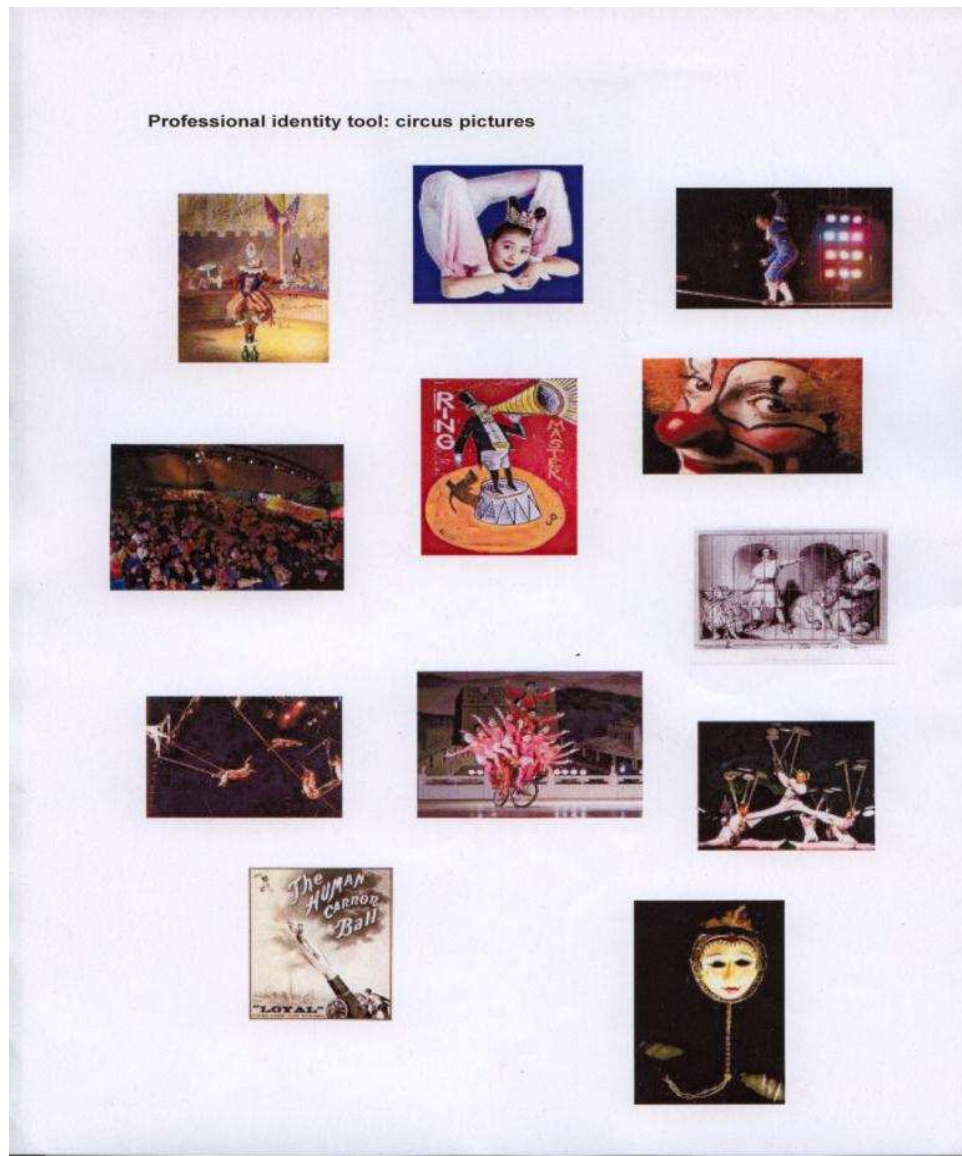 Professional identity tool: circus pictures
RING
MASTER
The
HUMAN
CANNON
Ball
"LOYAL"